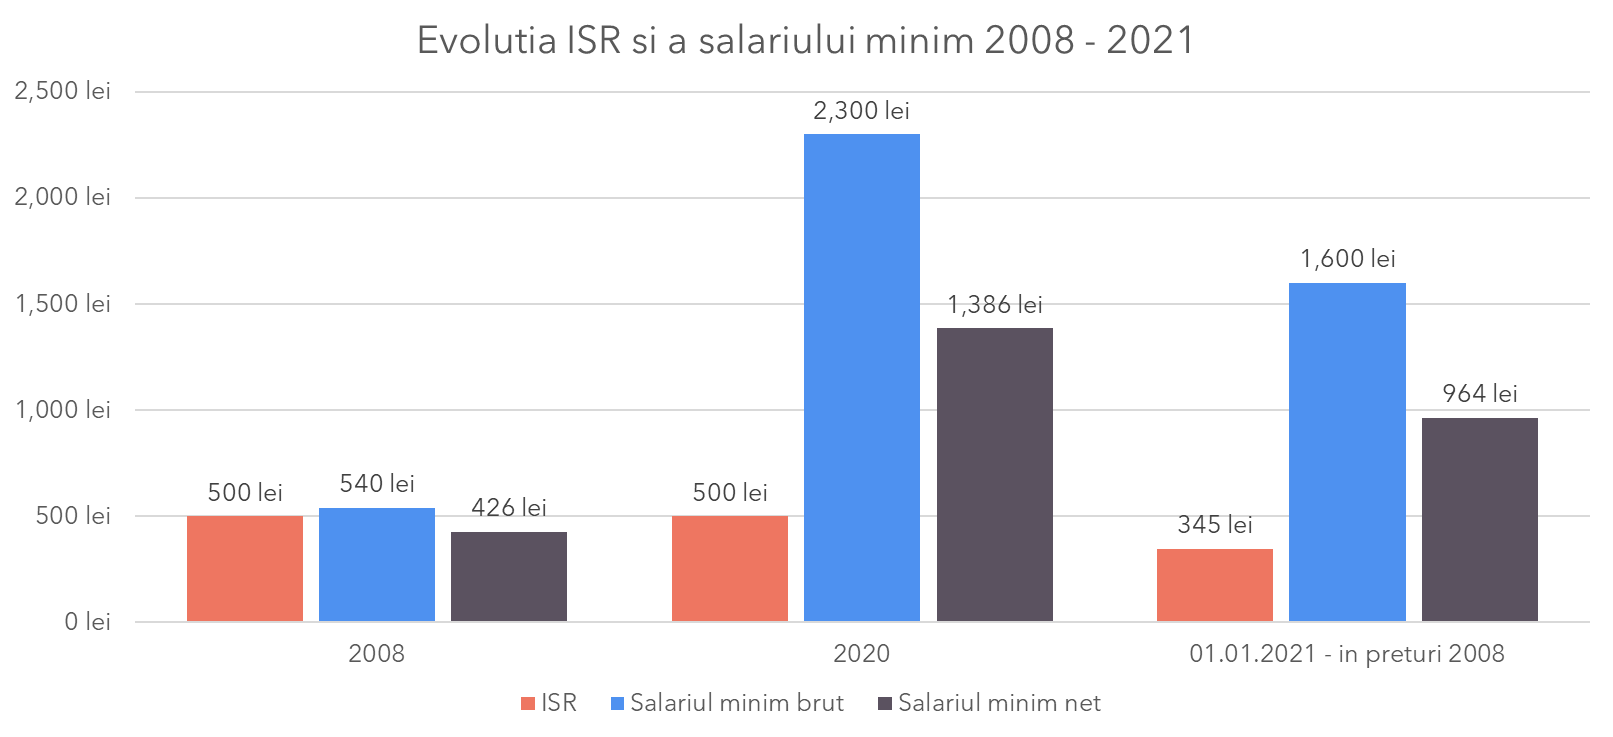 Evolutia ISR si a salariului minim 2008 - 2021
2,500 lei
2,000 lei
1,500 lei
1,000 lei
500 lei
0 lei
500 lei
540 lei
426 lei
500 lei
2,300 lei
1,386 lei
345 lei
1,600 lei
964 lei
2008
2020
01.01.2021 - in preturi 2008
ISR
Salariul minim brut
Salariul minim net